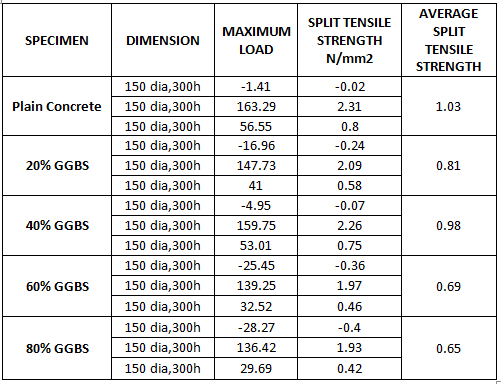 SPECIMEN DIMENSION MAXIMUM LOAD SPLIT TENSILE STRENGTH N/mm2 AVERAGE SPLIT TENSILE STRENGTH
Plain Concrete 150 dia,300h -1.41 -0.02 1.03
150 dia,300h 163.29 2.31
150 dia,300h 56.55 0.8
20% GGBS 150 dia,300h -16.96 -0.24 0.81
150 dia,300h 147.73 2.09
150 dia,300h 41 0.58
40% GGBS 150 dia,300h -4.95 -0.07 0.98
150 dia,300h 159.75 2.26
150 dia,300h 53.01 0.75
60% GGBS 150 dia,300h -25.45 -0.36 0.69
150 dia,300h 139.25 1.97
150 dia,300h 32.52 0.46
80% GGBS 150 dia,300h -28.27 -0.4 0.65
150 dia,300h 136.42 1.93
150 dia,300h 29.69 0.42